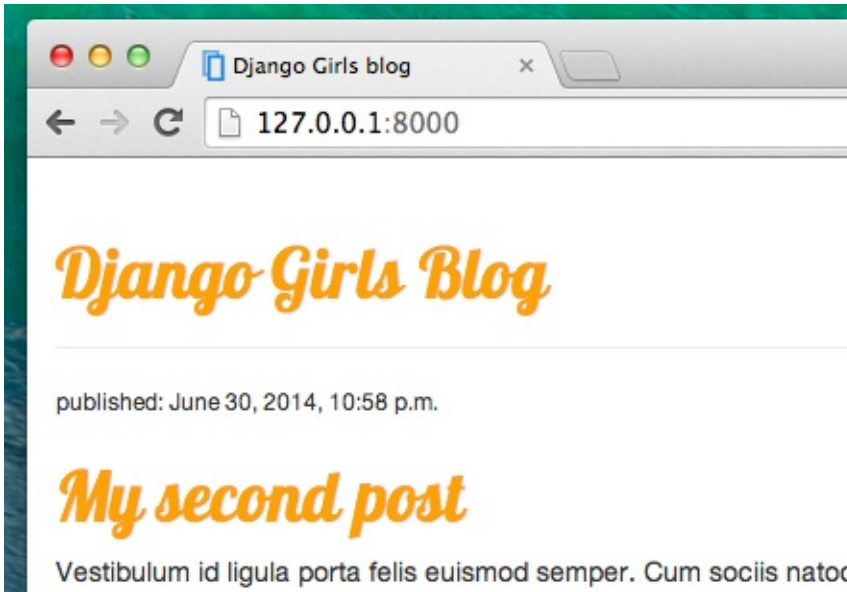 Django Girls blog
127.0.0.1:8000
Django Girls Blog
published: June 30, 2014, 10:58 p.m.
My second post
Vestibulum id ligula porta felis euismod semper. Cum sociis natoc